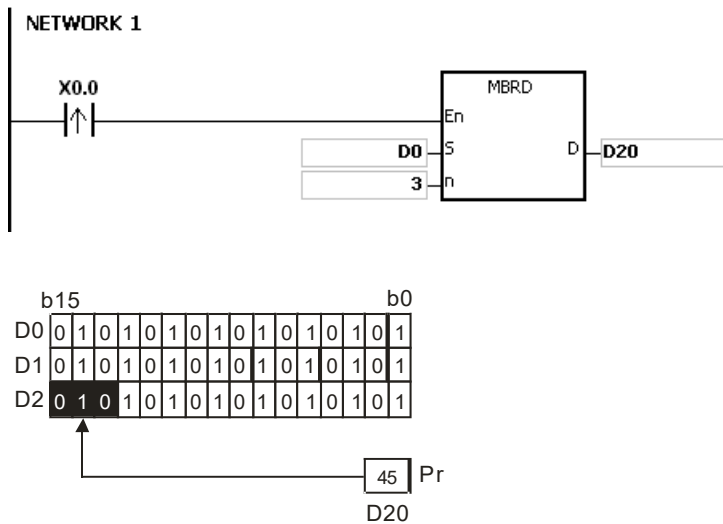 NETWORK 1
X0.0
MBRD
En
D0 S D D20
3 n
b15 b0
D0 0 1 0 1 0 1 0 1 0 1 0 1 0 1 0 1
D1 0 1 0 1 0 1 0 1 0 1 0 1 0 1 0 1
D2 0 1 0 1 0 1 0 1 0 1 0 1 0 1 0 1
45 Pr
D20